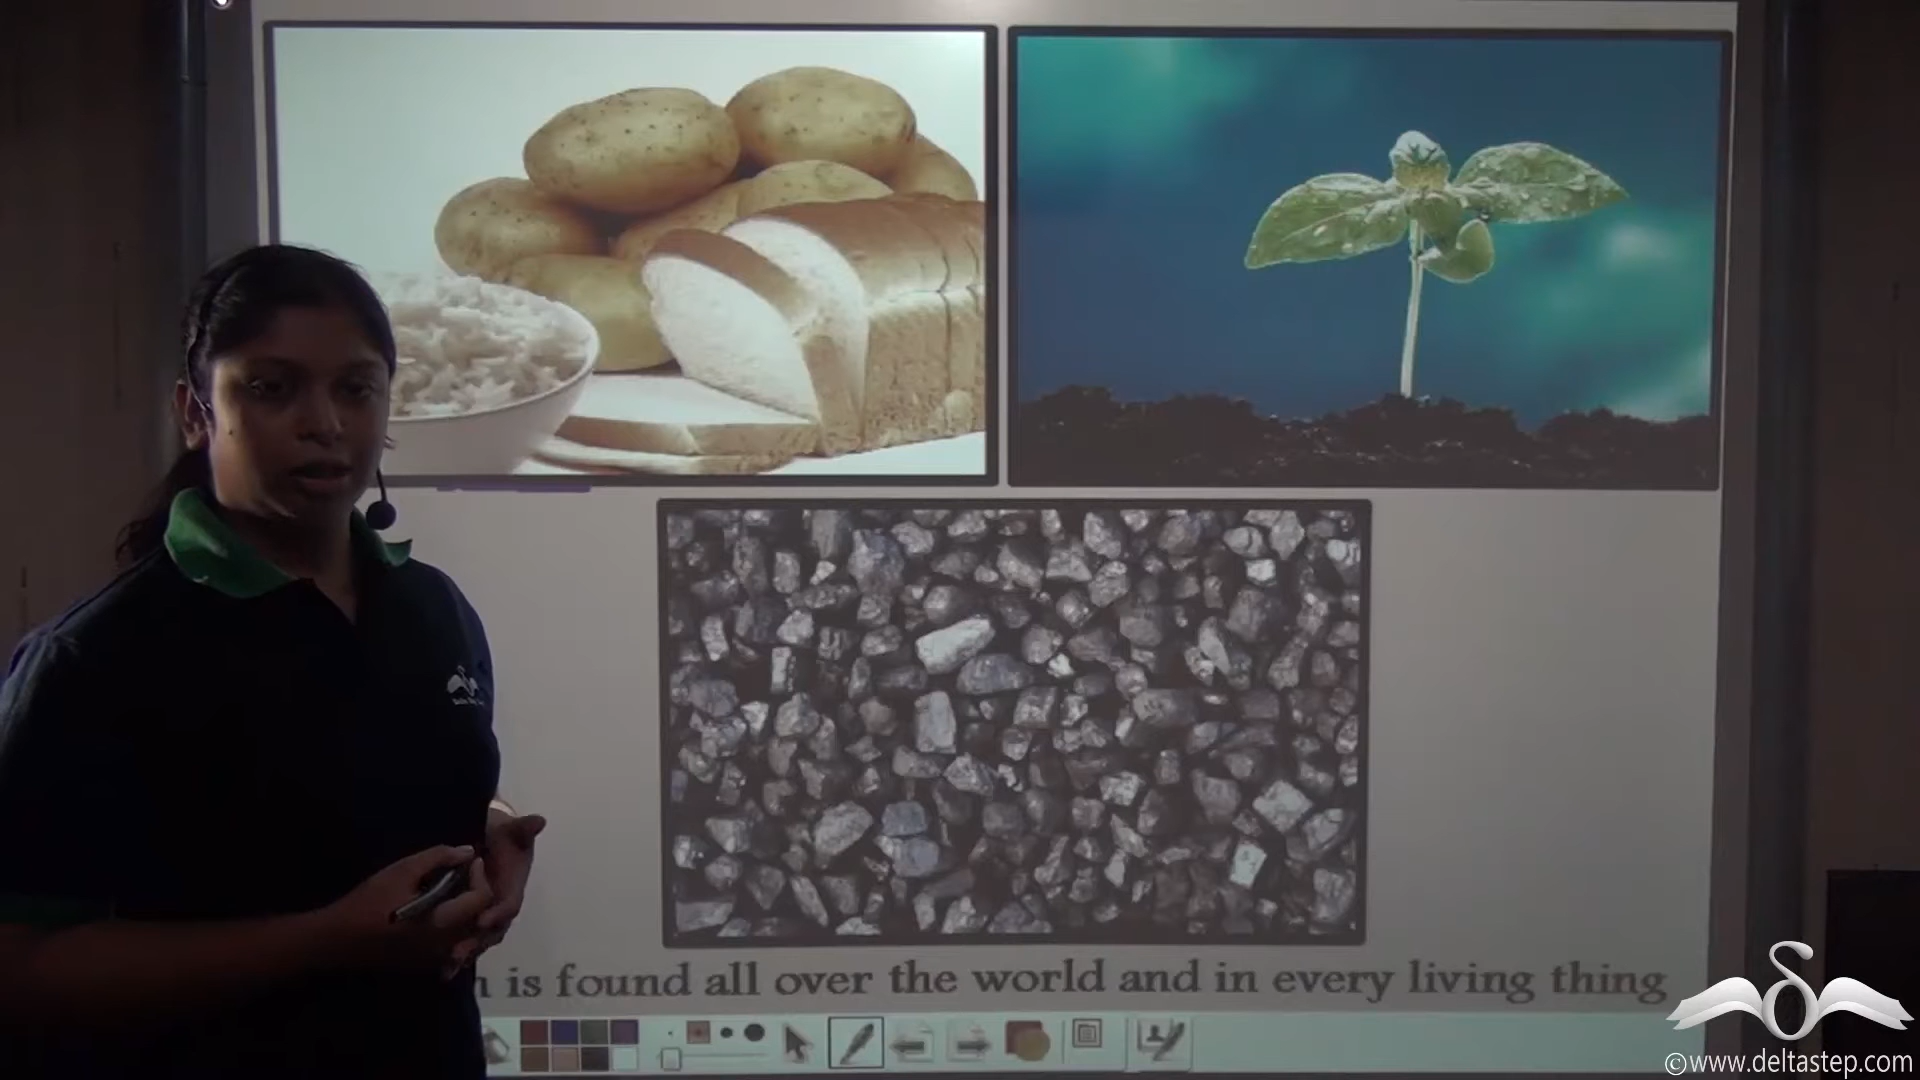 n is found all over the world and in every living thing
©www.deltastep.com